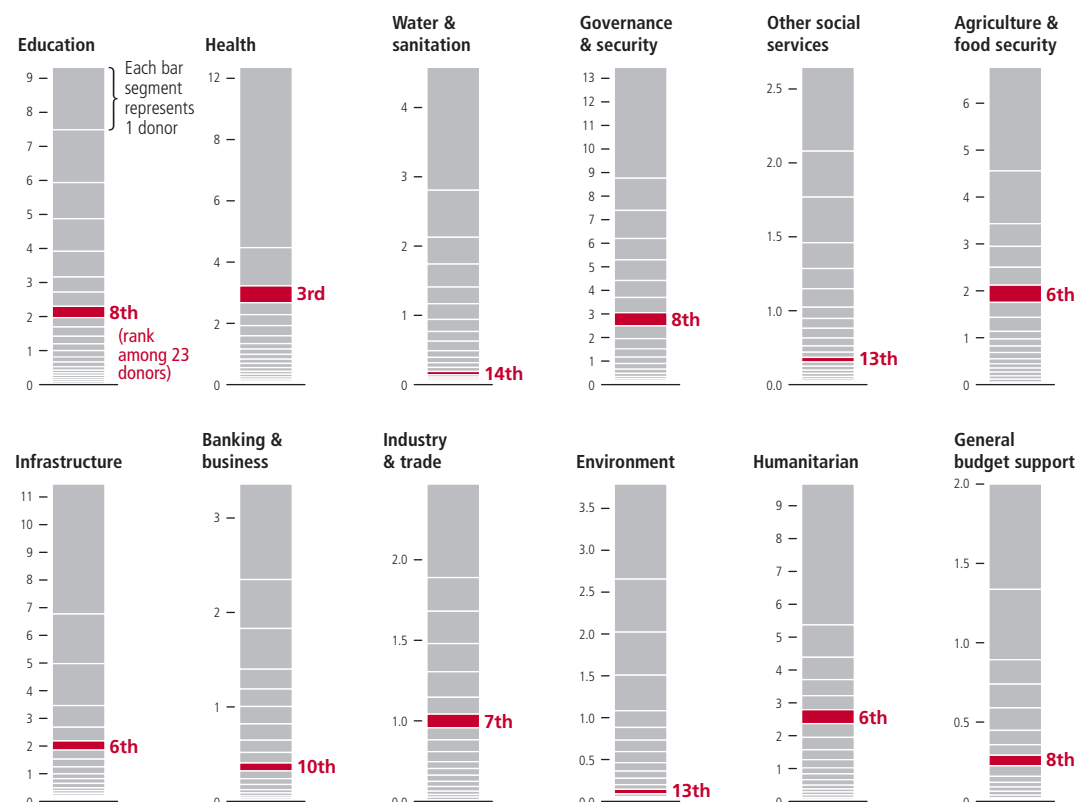 Education
9
8
7
6
5
4
3
2
1
0
Each bar
segment
represents
1 donor
8th
(rank
among 23
donors)
Health
12
8
6
4
2
0
3rd
Water &
sanitation
4
3
2
1
0
14th
Governance
& security
13
12
11
10
9
8
7
6
5
4
3
2
1
0
8th
Other social
services
2.5
2.0
1.5
1.0
0.0
13th
Agriculture &
food security
6
5
4
3
2
1
0
6th
Infrastructure
11
10
9
8
7
6
5
4
3
2
1
0
6th
Banking &
business
3
2
1
0
10th
Industry
& trade
2.0
1.5
1.0
0.0
7th
Environment
3.5
3.0
2.5
2.0
1.5
1.0
0.5
0.0
13th
Humanitarian
9
8
7
6
5
4
3
2
1
0
6th
General
budget support
2.0
1.5
1.0
0.5
0
8th